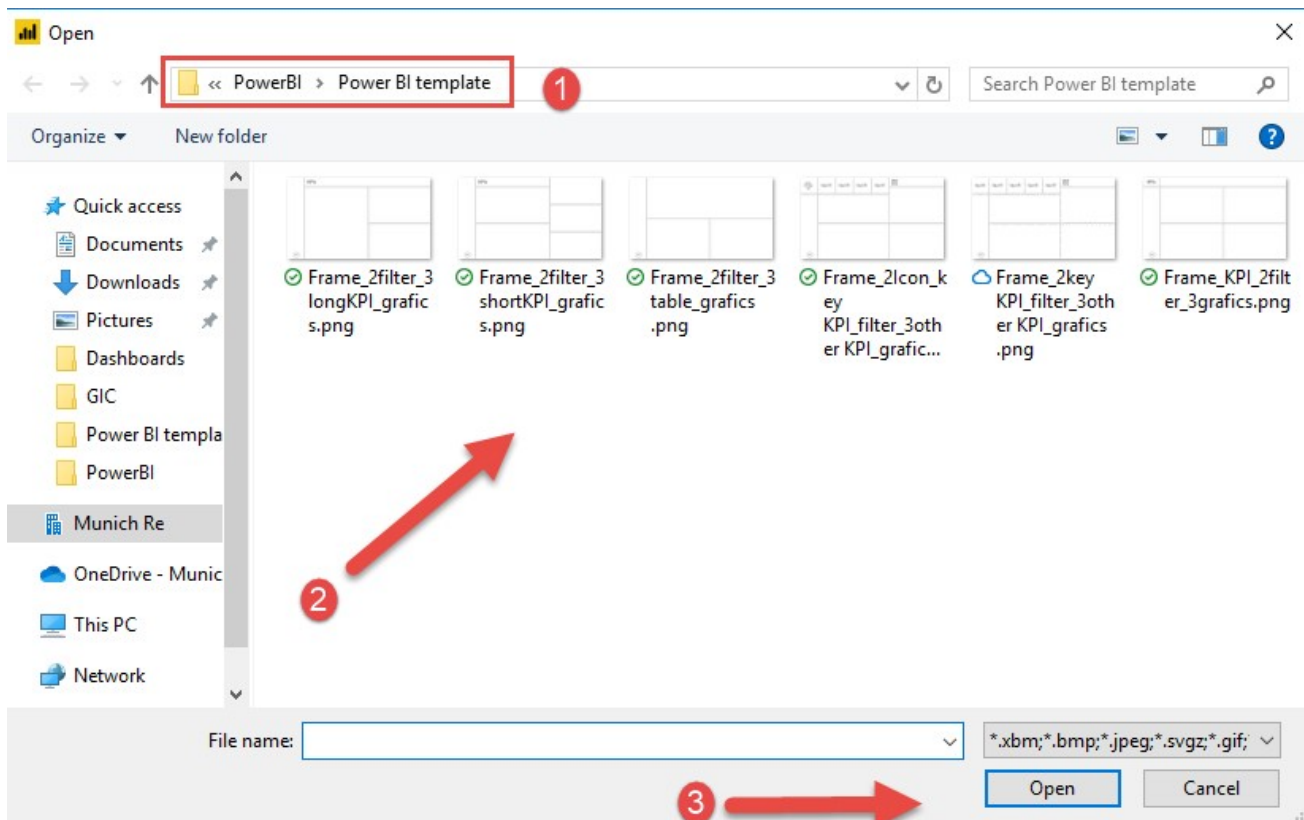 Open
« PowerBI > Power BI template
1
Search Power BI template
Organize
New folder
Quick access
Documents
Downloads
Pictures
Dashboards
GIC
Power BI templa
PowerBI
Munich Re
OneDrive - Munic
This PC
Network
Frame_2filter_3
longKPI_grafic
s.png
Frame_2filter_3
shortKPI_grafic
s.png
Frame_2filter_3
table_grafics
.png
Frame_2Icon_k
ey
KPI_filter_3oth
er KPI_grafic...
Frame_2key
KPI_filter_3oth
er KPI_grafics
.png
Frame_KPI_2filt
er_3grafics.png
2
File name:
*.xbm;*.bmp;*.jpeg;*.svgz;*.gif;
3
Open
Cancel